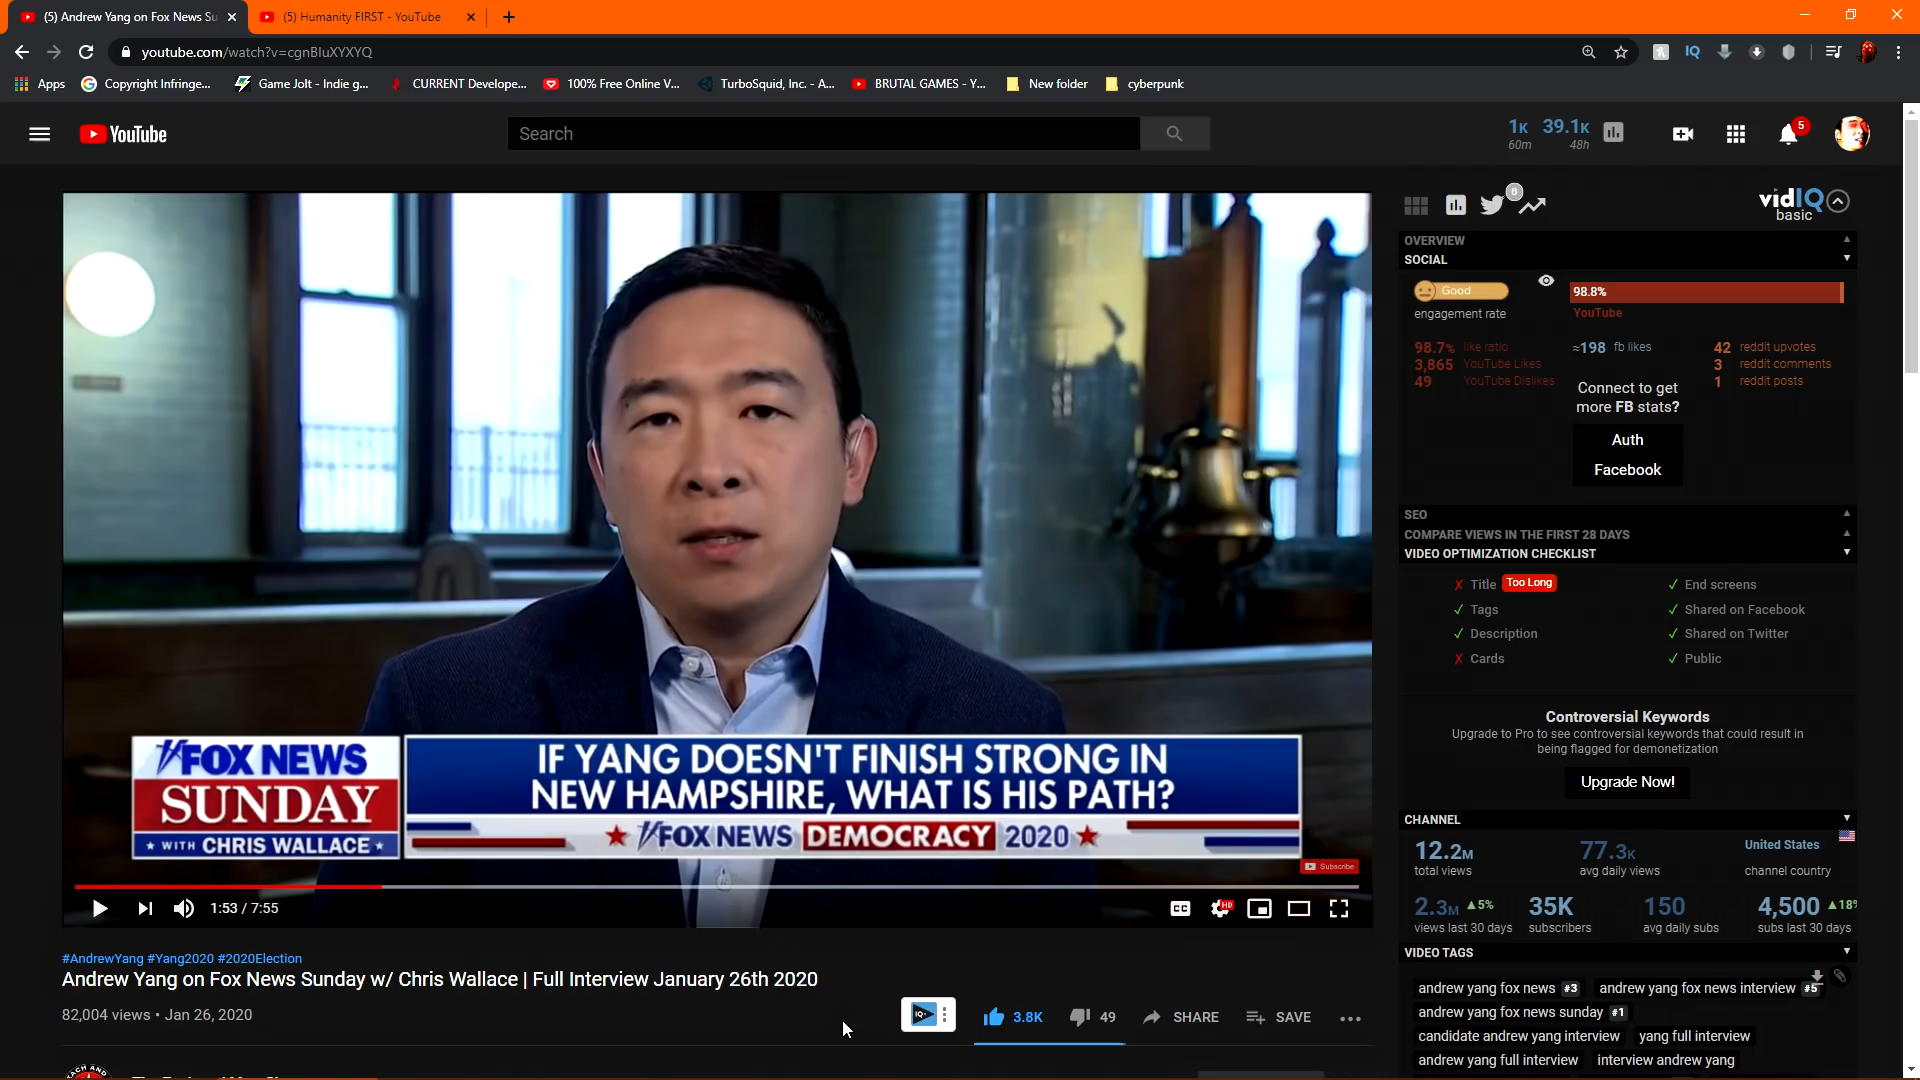 (5) Andrew Yang on Fox News Su
(5) Humanity FIRST - YouTube
youtube.com/watch?v=cgnBIuXYXYQ
Apps
Copyright Infringe...
Game Jolt - Indie g...
CURRENT Develope...
100% Free Online V...
TurboSquid, Inc. - A...
BRUTAL GAMES - Y...
New folder
cyberpunk
YouTube
Search
1K 39.1K
60m 48h
5
0
vidIQ
basic
OVERVIEW
SOCIAL
Good
engagement rate
98.8%
YouTube
98.7% like ratio
3,865 YouTube Likes
49 YouTube Dislikes
≈198 fb likes
Connect to get
more FB stats?
Auth
Facebook
42 reddit upvotes
3 reddit comments
1 reddit posts
SEO
COMPARE VIEWS IN THE FIRST 28 DAYS
VIDEO OPTIMIZATION CHECKLIST
✗ Title Too Long
✓ End screens
✓ Tags
✓ Shared on Facebook
✓ Description
✓ Shared on Twitter
✗ Cards
✓ Public
Controversial Keywords
Upgrade to Pro to see controversial keywords that could result in
being flagged for demonetization
Upgrade Now!
CHANNEL
12.2M
total views
77.3K
avg daily views
United States
channel country
2.3M ▲5%
views last 30 days
35K
subscribers
150
avg daily subs
4,500 ▲18%
subs last 30 days
VIDEO TAGS
andrew yang fox news #3
andrew yang fox news interview #5
andrew yang fox news sunday #1
candidate andrew yang interview
yang full interview
andrew yang full interview
interview andrew yang
FOX NEWS
SUNDAY
★ WITH CHRIS WALLACE ★
IF YANG DOESN'T FINISH STRONG IN
NEW HAMPSHIRE, WHAT IS HIS PATH?
★ FOX NEWS DEMOCRACY 2020 ★
Subscribe
1:53 / 7:55
CC
HD
#AndrewYang #Yang2020 #2020Election
Andrew Yang on Fox News Sunday w/ Chris Wallace | Full Interview January 26th 2020
82,004 views • Jan 26, 2020
IQ
3.8K
49
SHARE
SAVE